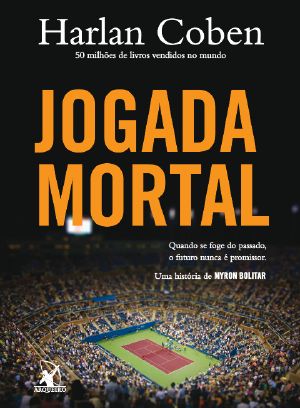 Harlan Coben
50 milhões de livros vendidos no mundo
JOGADA
MORTAL
Quando se foge do passado,
o futuro nunca é promissor.
Uma história de MYRON BOLITAR
ARQUEIRO